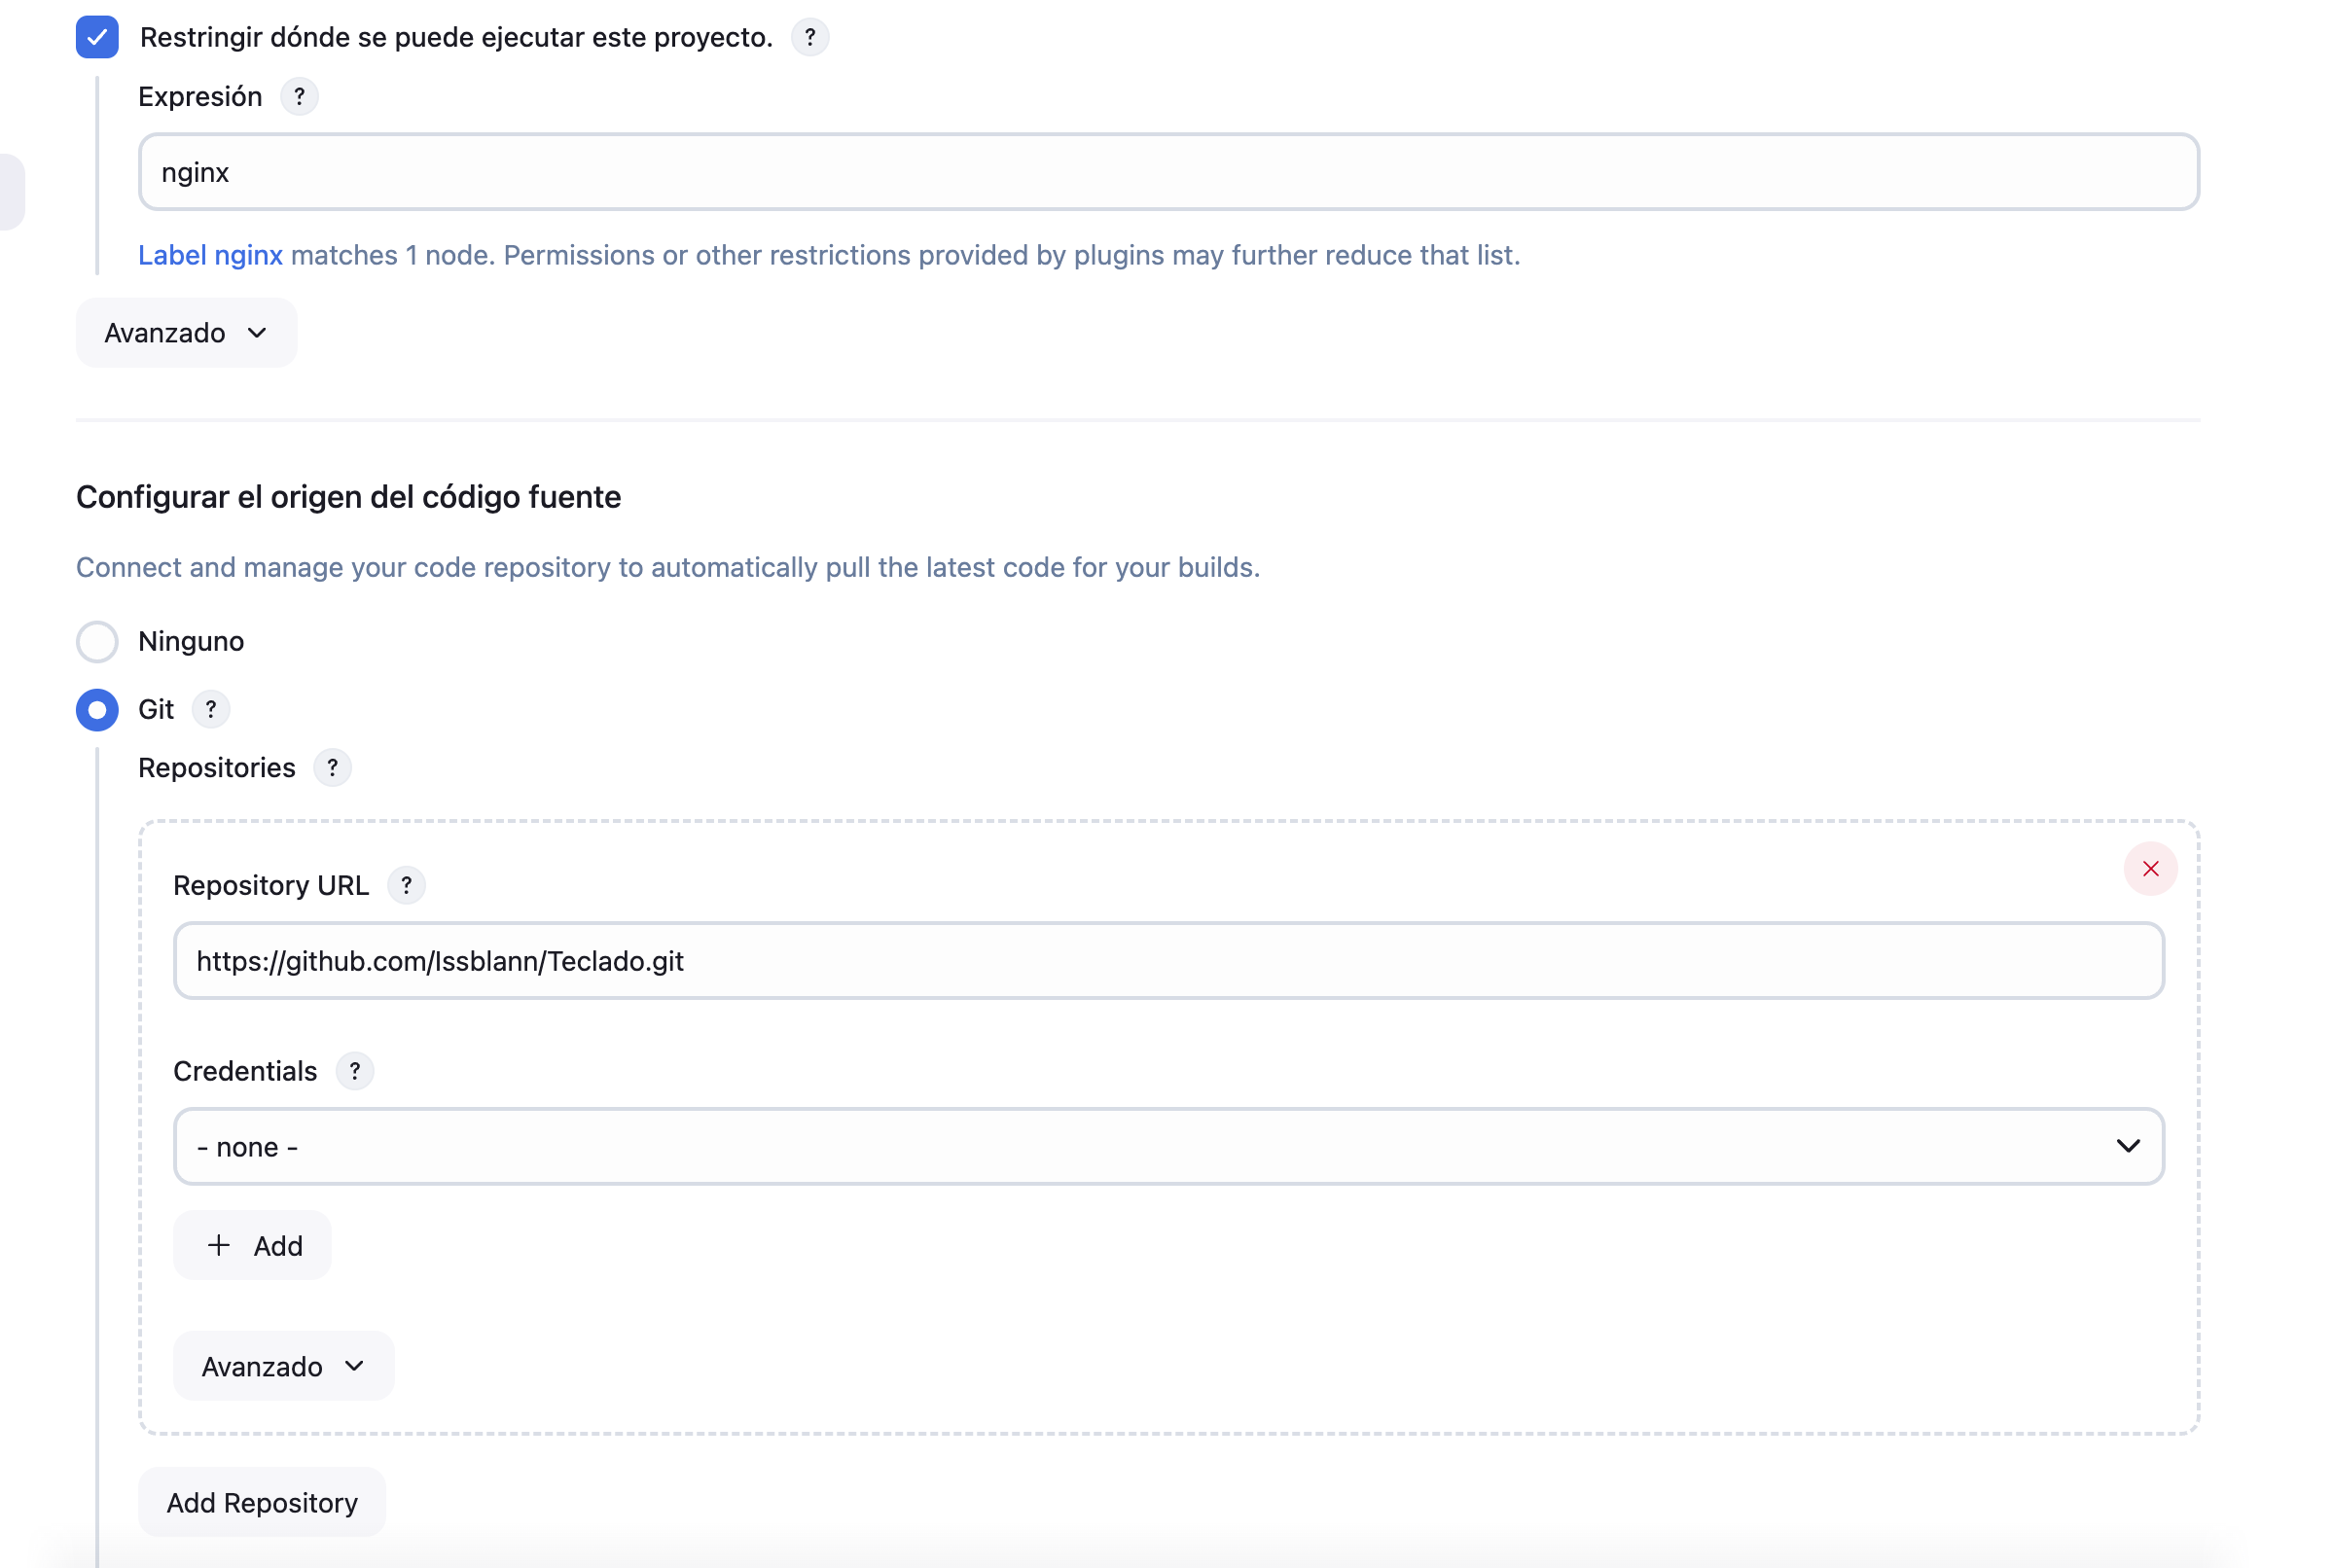 Restringir dónde se puede ejecutar este proyecto. ?
Expresión ?
nginx
Label nginx matches 1 node. Permissions or other restrictions provided by plugins may further reduce that list.
Avanzado
Configurar el origen del código fuente
Connect and manage your code repository to automatically pull the latest code for your builds.
Ninguno
Git ?
Repositories ?
Repository URL ?
https://github.com/Issblann/Teclado.git
Credentials ?
- none -
Add
Avanzado
Add Repository